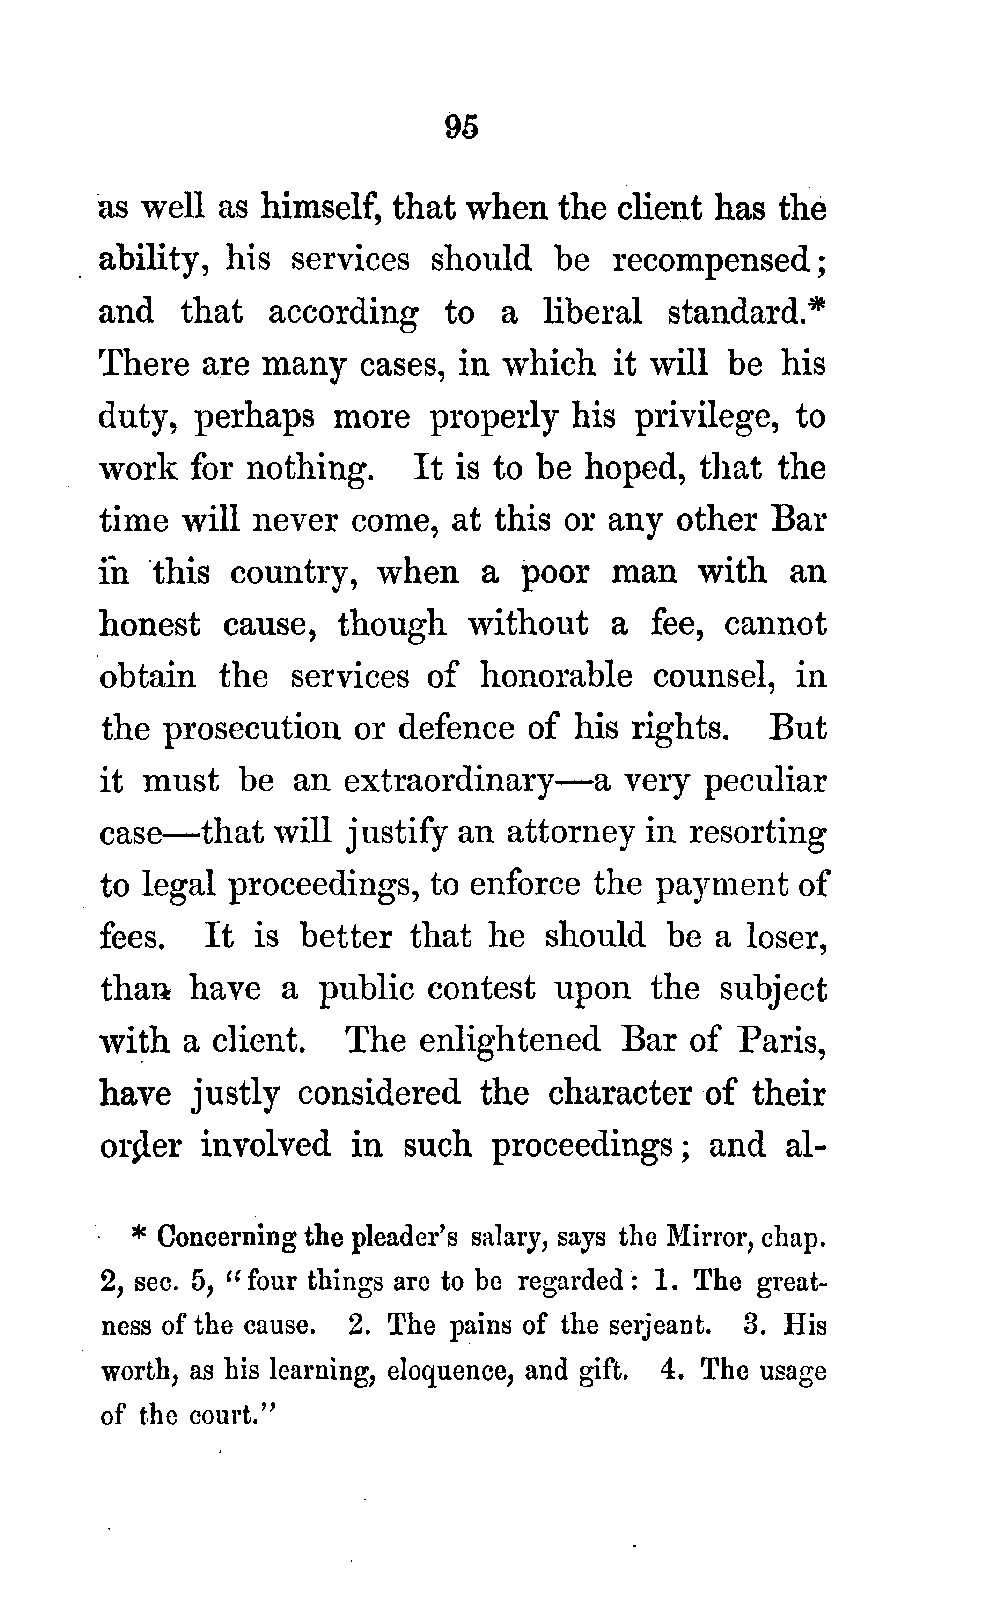 95
as well as himself, that when the client has the
ability, his services should be recompensed;
and that according to a liberal standard.*
There are many cases, in which it will be his
duty, perhaps more properly his privilege, to
work for nothing. It is to be hoped, that the
time will never come, at this or any other Bar
in this country, when a poor man with an
honest cause, though without a fee, cannot
obtain the services of honorable counsel, in
the prosecution or defence of his rights. But
it must be an extraordinary—a very peculiar
case—that will justify an attorney in resorting
to legal proceedings, to enforce the payment of
fees. It is better that he should be a loser,
than have a public contest upon the subject
with a client. The enlightened Bar of Paris,
have justly considered the character of their
order involved in such proceedings; and al-
* Concerning the pleader's salary, says the Mirror, chap.
2, sec. 5, "four things are to be regarded: 1. The great-
ness of the cause. 2. The pains of the serjeant. 3. His
worth, as his learning, eloquence, and gift. 4. The usage
of the court."